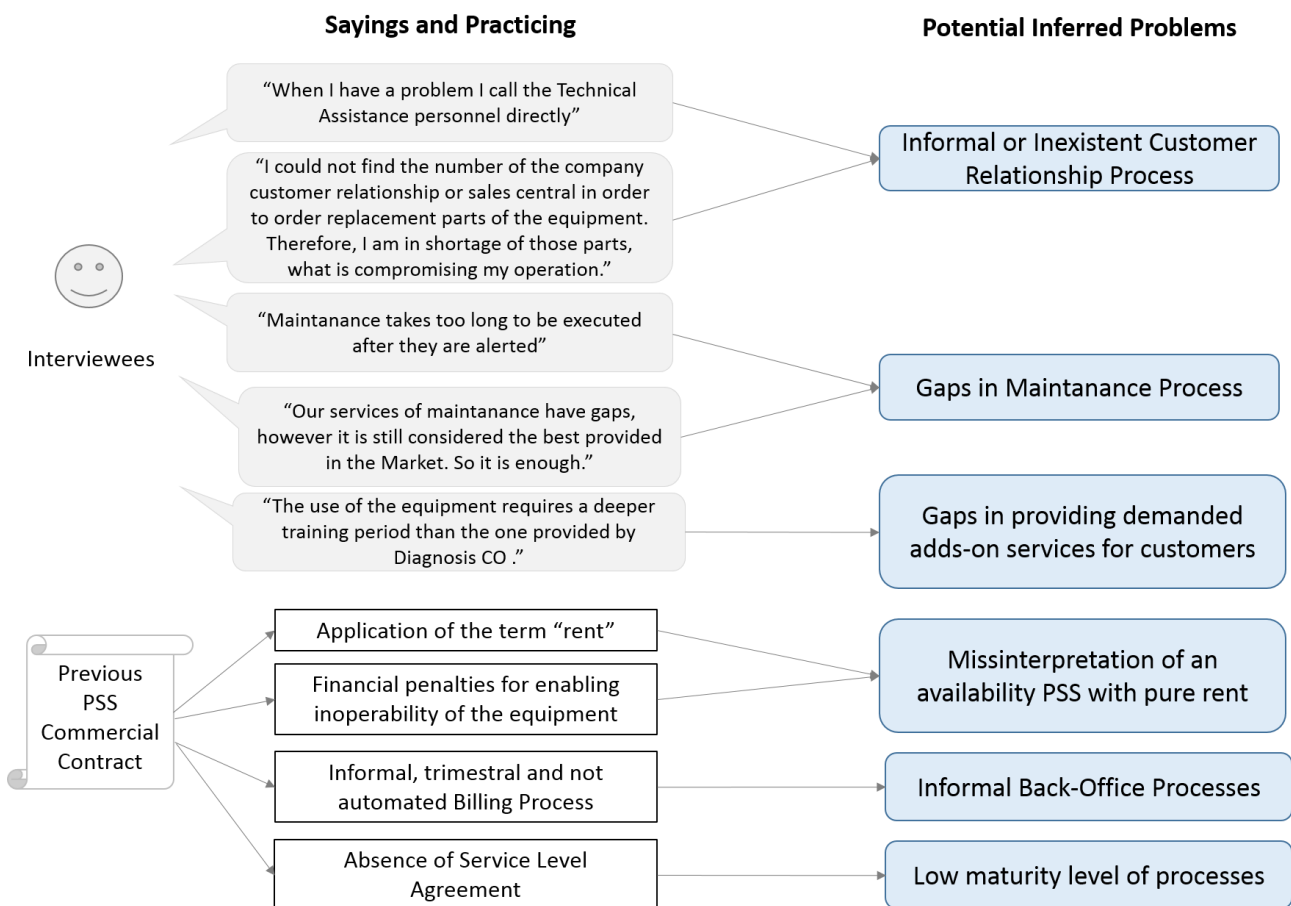 Sayings and Practicing
Potential Inferred Problems
“When I have a problem I call the Technical
Assistance personnel directly”
Informal or Inexistent Customer
Relationship Process
“I could not find the number of the company
customer relationship or sales central in order
to order replacement parts of the equipment.
Therefore, I am in shortage of those parts,
what is compromising my operation.”
Interviewees
“Maintanance takes too long to be executed
after they are alerted”
Gaps in Maintanance Process
“Our services of maintanance have gaps,
however it is still considered the best provided
in the Market. So it is enough.”
“The use of the equipment requires a deeper
training period than the one provided by
Diagnosis CO .”
Gaps in providing demanded
adds-on services for customers
Previous
PSS
Commercial
Contract
Application of the term “rent”
Financial penalties for enabling
inoperability of the equipment
Missinterpretation of an
availability PSS with pure rent
Informal, trimestral and not
automated Billing Process
Informal Back-Office Processes
Absence of Service Level
Agreement
Low maturity level of processes